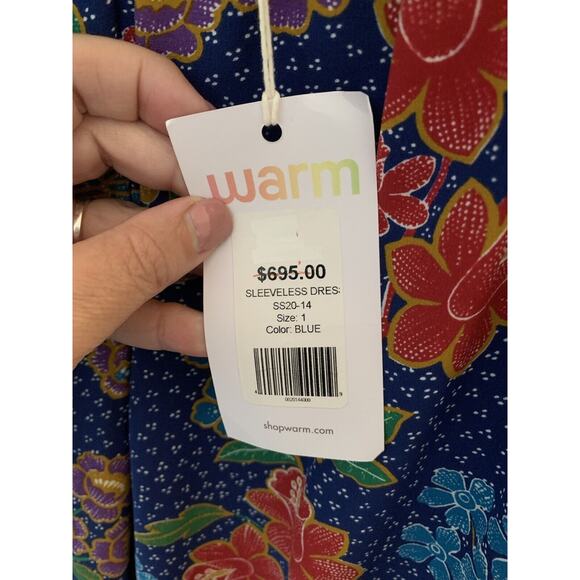 warm
$695.00
SLEEVELESS DRES
SS20-14
Size: 1
Color: BLUE
shopwarm.com